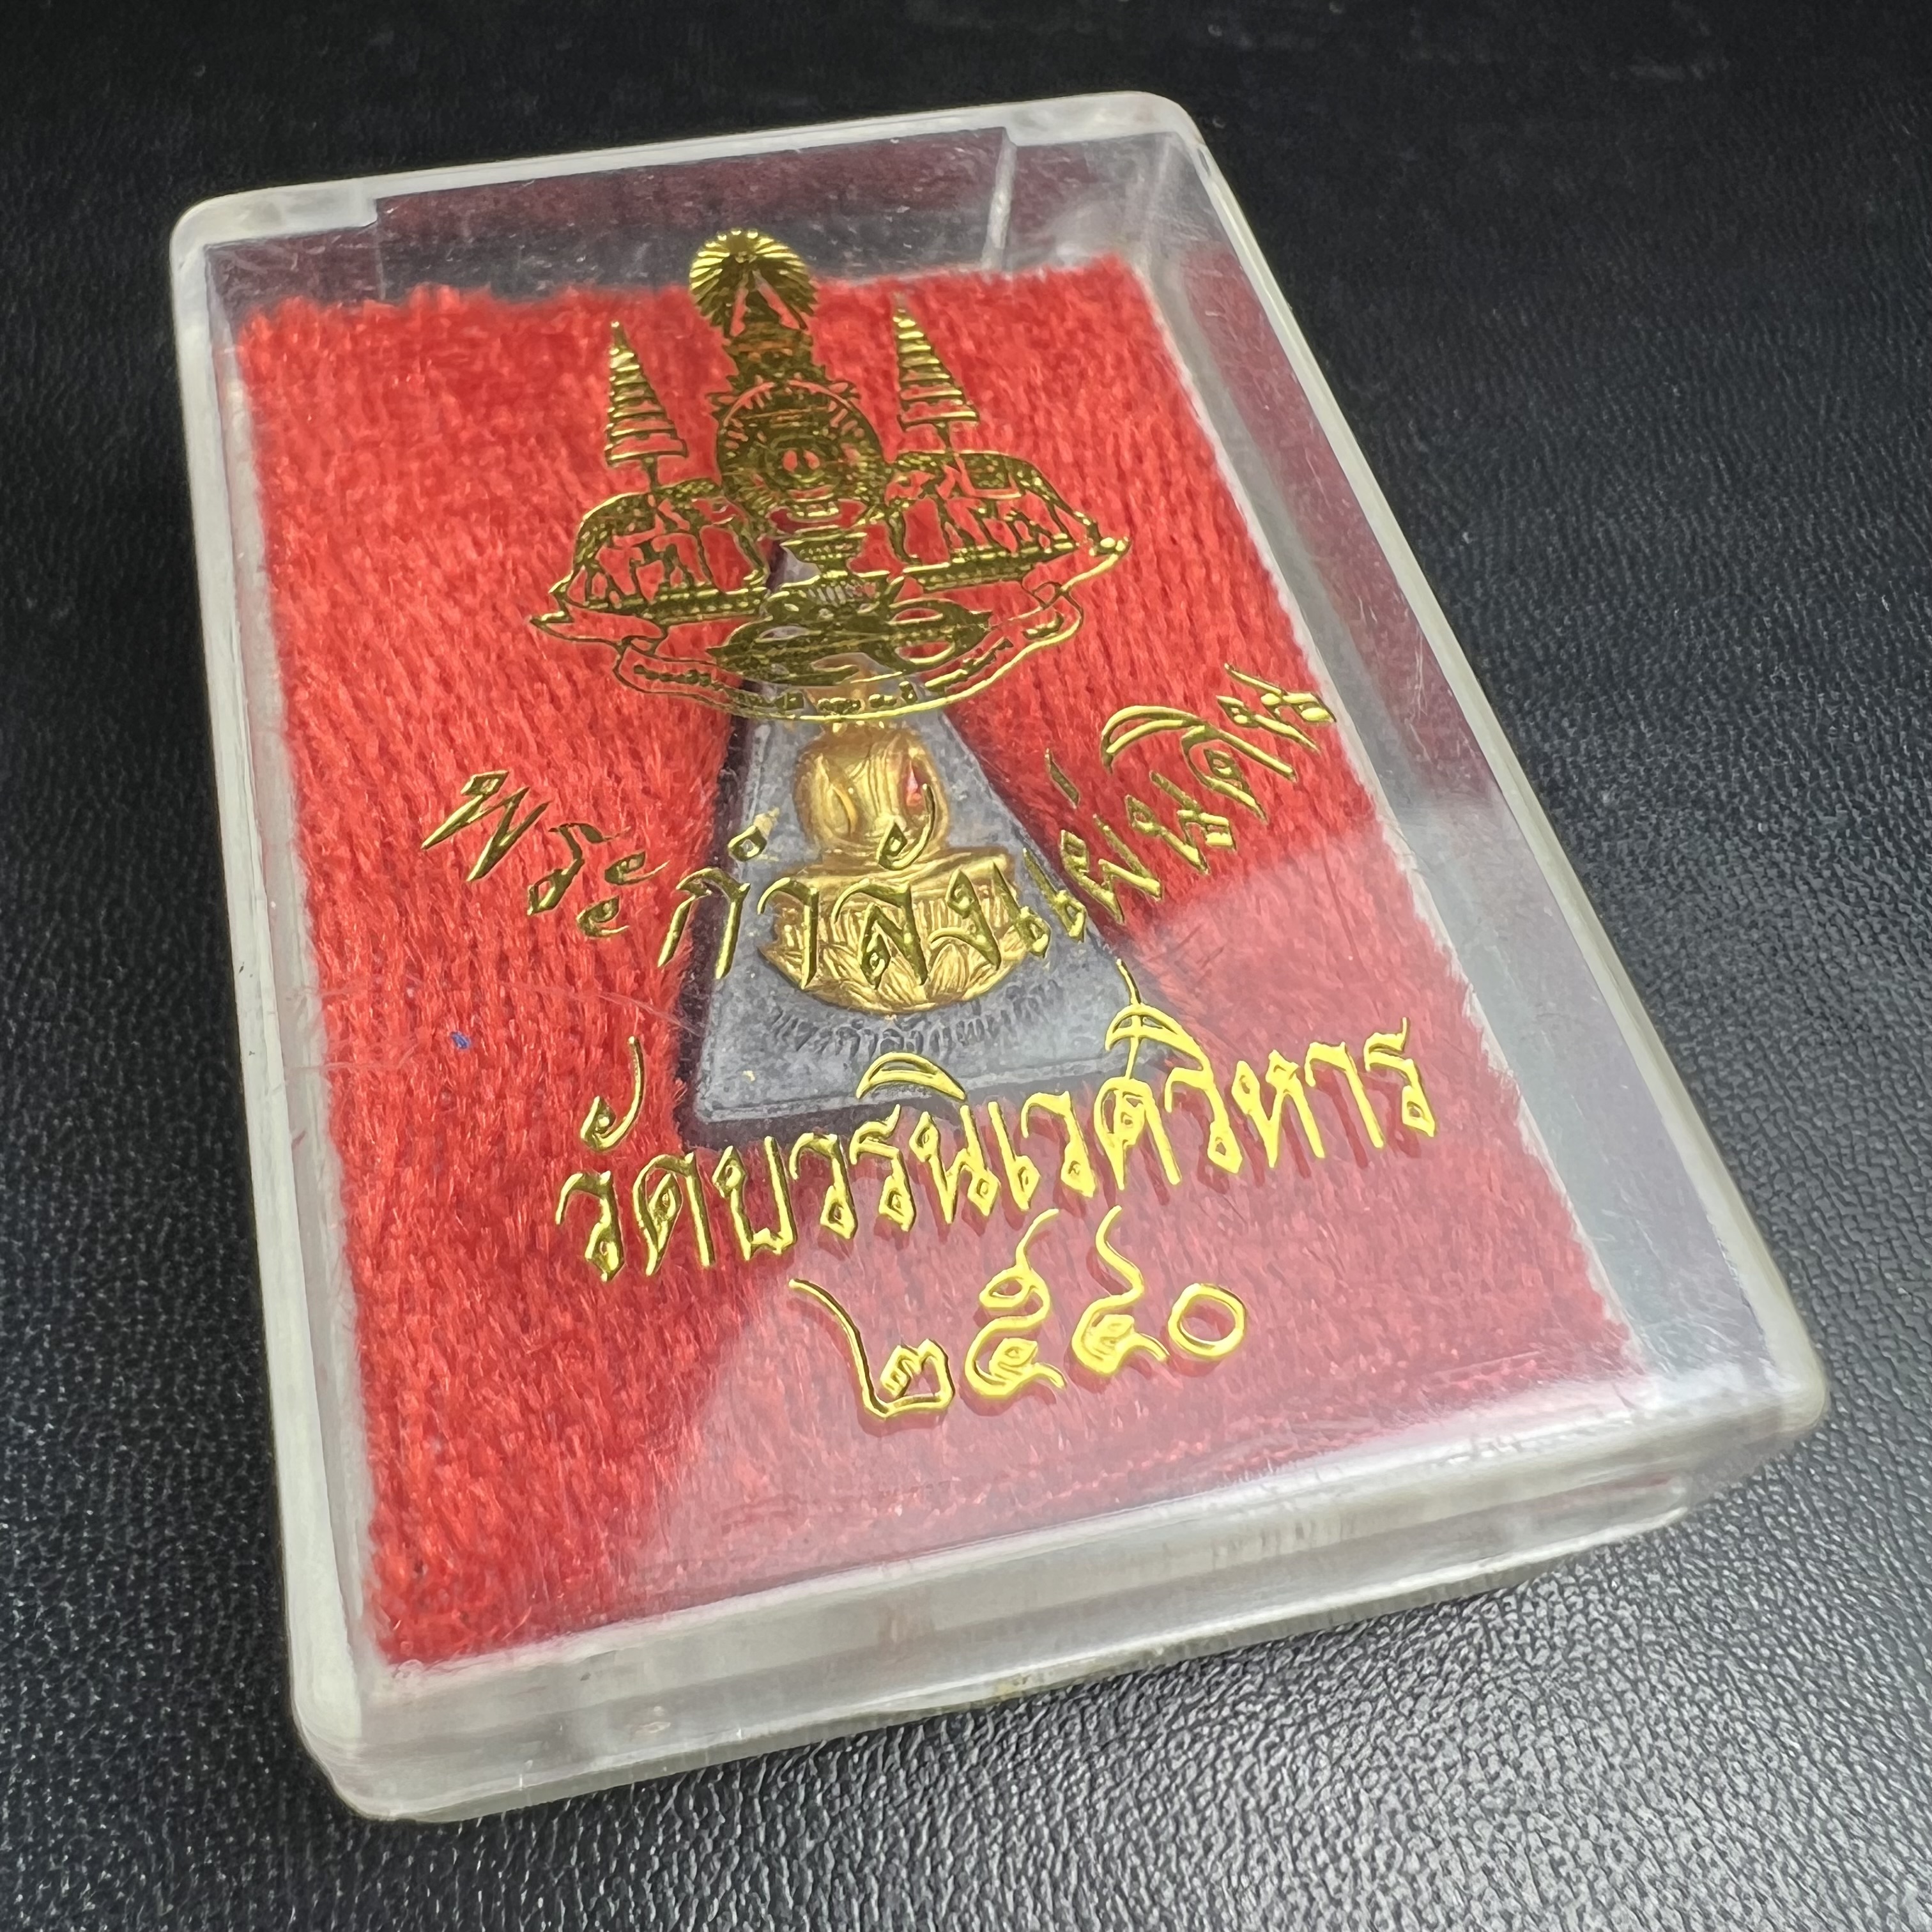 พระกำลังแผ่นดิน
วัดบวรนิเวศวิหาร
๒๕๔๐